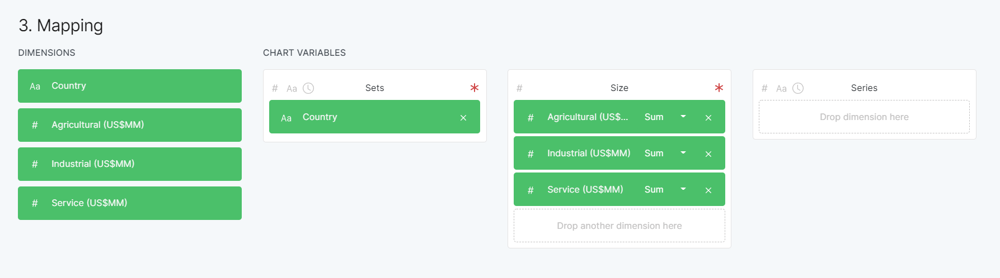 3. Mapping
DIMENSIONS
Aa Country
# Agricultural (US$MM)
# Industrial (US$MM)
# Service (US$MM)
CHART VARIABLES
# Aa Sets *
Aa Country ×
# Size *
# Agricultural (US$... Sum ×
# Industrial (US$MM) Sum ×
# Service (US$MM) Sum ×
Drop another dimension here
# Aa Series
Drop dimension here